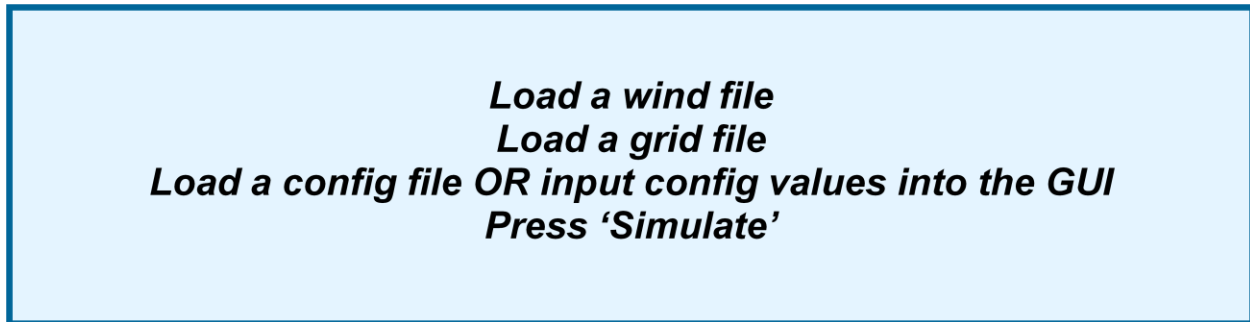 Load a wind file
Load a grid file
Load a config file OR input config values into the GUI
Press ‘Simulate’